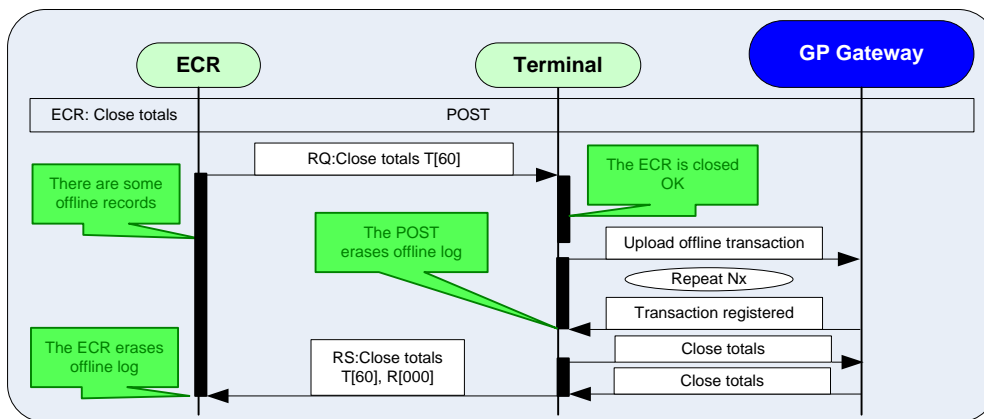 ECR
Terminal
GP Gateway
ECR: Close totals
POST
RQ:Close totals T[60]
There are some
offline records
The ECR is closed
OK
The POST
erases offline log
Upload offline transaction
Repeat Nx
Transaction registered
The ECR erases
offline log
RS:Close totals
T[60], R[000]
Close totals
Close totals